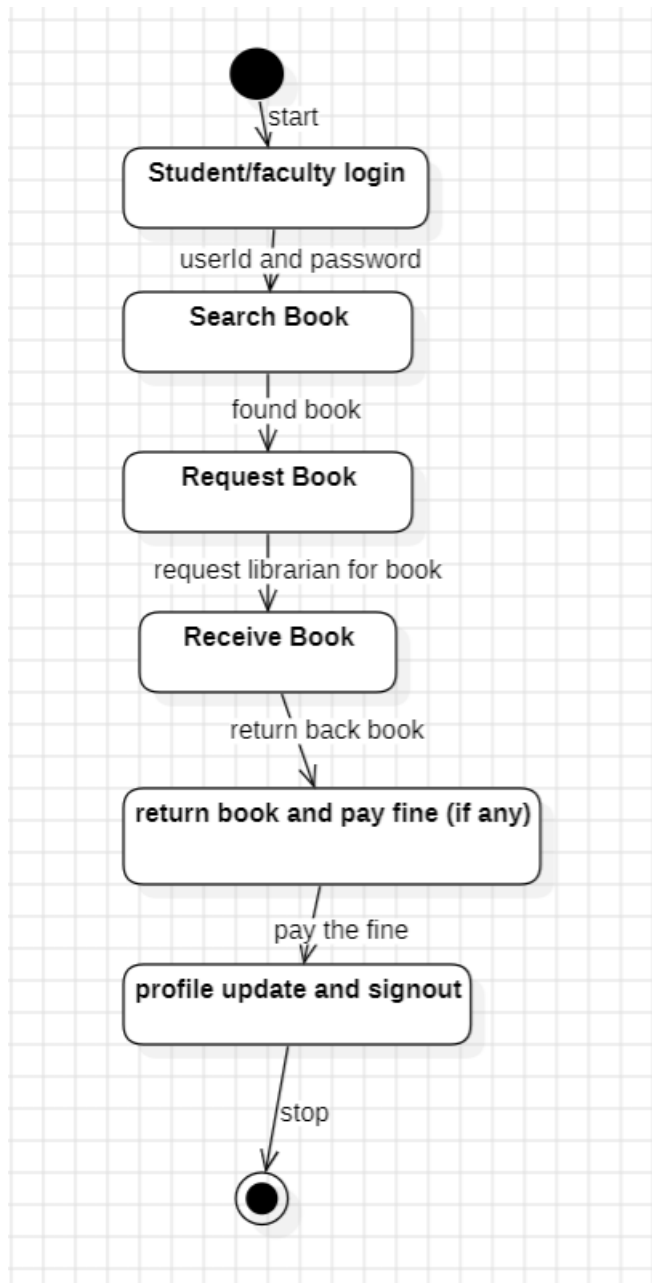 start
Student/faculty login
userId and password
Search Book
found book
Request Book
request librarian for book
Receive Book
return back book
return book and pay fine (if any)
pay the fine
profile update and signout
stop